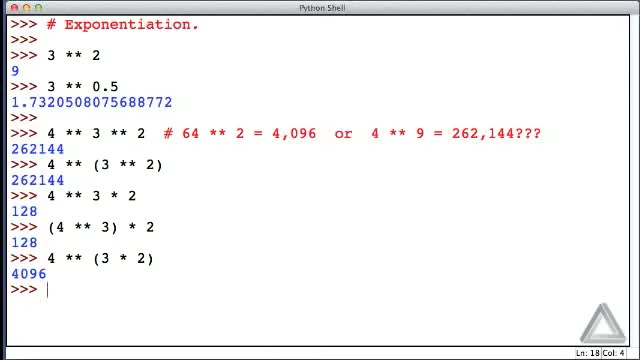 Python Shell
>>> # Exponentiation.
>>>
>>> 3 ** 2
9
>>> 3 ** 0.5
1.7320508075688772
>>>
>>> 4 ** 3 ** 2  # 64 ** 2 = 4,096  or  4 ** 9 = 262,144???
262144
>>> 4 ** (3 ** 2)
262144
>>> 4 ** 3 * 2
128
>>> (4 ** 3) * 2
128
>>> 4 ** (3 * 2)
4096
>>>
Ln: 18 Col: 4